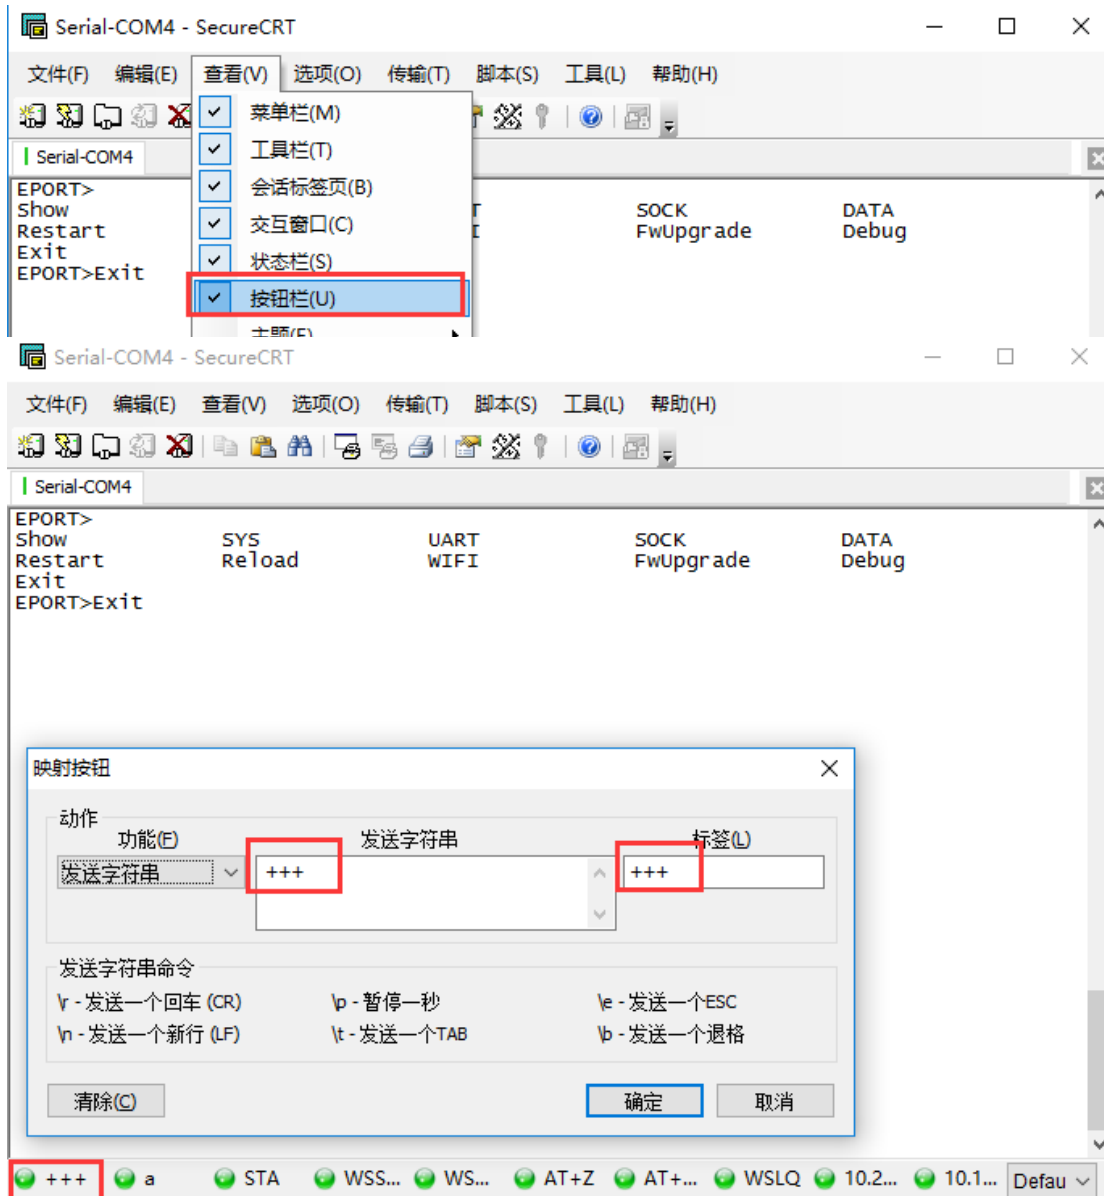 Serial-COM4 - SecureCRT
文件(F) 编辑(E) 查看(V) 选项(O) 传输(T) 脚本(S) 工具(L) 帮助(H)
菜单栏(M)
Serial-COM4
工具栏(T)
EPORT>
会话标签页(B)
Show SOCK DATA
Restart 交互窗口(C) FwUpgrade Debug
Exit
状态栏(S)
EPORT>Exit
按钮栏(U)
主题(E)
Serial-COM4 - SecureCRT
文件(F) 编辑(E) 查看(V) 选项(O) 传输(T) 脚本(S) 工具(L) 帮助(H)
Serial-COM4
EPORT>
Show SYS UART SOCK DATA
Restart Reload WIFI FwUpgrade Debug
Exit
EPORT>Exit
映射按钮
动作
功能(F) 发送字符串 标签(L)
发送字符串 +++ +++
发送字符串命令
\r - 发送一个回车 (CR) \p - 暂停一秒 \e - 发送一个ESC
\n - 发送一个新行 (LF) \t - 发送一个TAB \b - 发送一个退格
清除(C) 确定 取消
+++ a STA WSS... WS... AT+Z AT+... WSLQ 10.2... 10.1... Defau